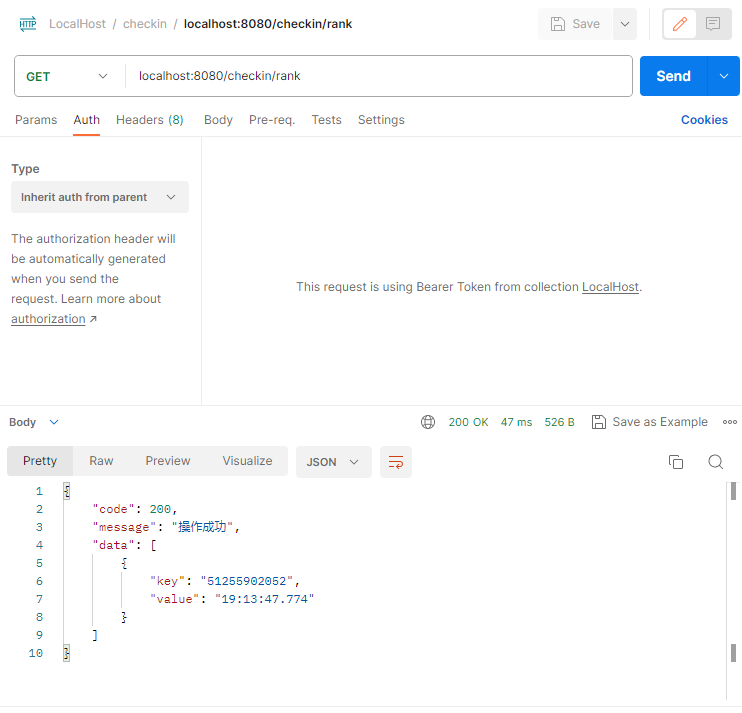 HTTP LocalHost / checkin / localhost:8080/checkin/rank Save
GET localhost:8080/checkin/rank Send
Params Auth Headers (8) Body Pre-req. Tests Settings Cookies
Type
Inherit auth from parent
The authorization header will
be automatically generated
when you send the
request. Learn more about
authorization ↗
This request is using Bearer Token from collection LocalHost.
Body 200 OK 47 ms 526 B Save as Example
Pretty Raw Preview Visualize JSON
1 {
2 "code": 200,
3 "message": "操作成功",
4 "data": [
5 {
6 "key": "51255902052",
7 "value": "19:13:47.774"
8 }
9 ]
10 }